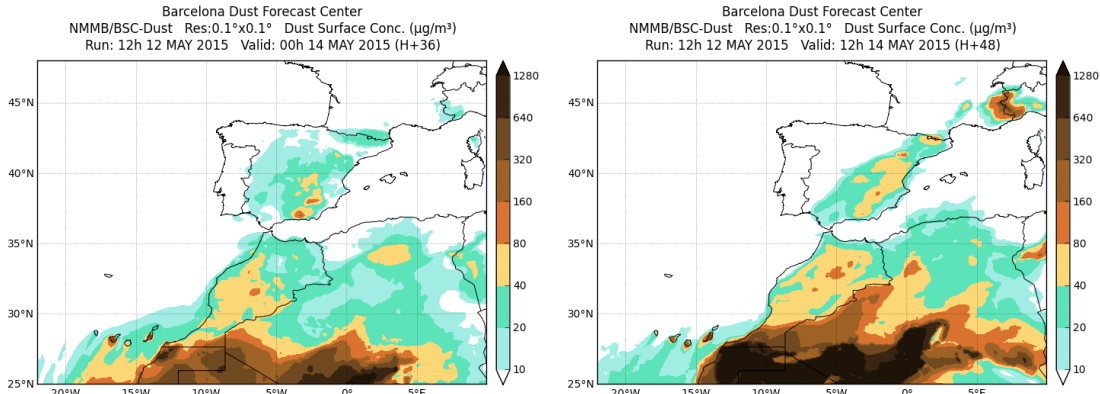 Barcelona Dust Forecast Center
NMMB/BSC-Dust Res:0.1°x0.1° Dust Surface Conc. (µg/m³)
Run: 12h 12 MAY 2015 Valid: 00h 14 MAY 2015 (H+36)
45°N
40°N
35°N
30°N
25°N
20°W
15°W
10°W
5°W
0°E
5°E
1280
640
320
160
80
40
20
10
Barcelona Dust Forecast Center
NMMB/BSC-Dust Res:0.1°x0.1° Dust Surface Conc. (µg/m³)
Run: 12h 12 MAY 2015 Valid: 12h 14 MAY 2015 (H+48)
45°N
40°N
35°N
30°N
25°N
20°W
15°W
10°W
5°W
0°E
5°E
1280
640
320
160
80
40
20
10